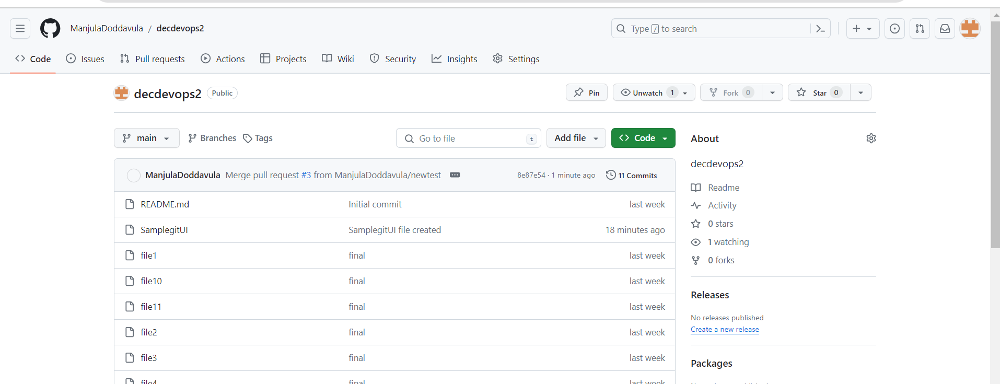 ManjulaDoddavula / decdevops2
Type / to search
Code Issues Pull requests Actions Projects Wiki Security Insights Settings
decdevops2 Public
Pin Unwatch 1 Fork 0 Star 0
main Branches Tags Go to file t Add file Code
ManjulaDoddavula Merge pull request #3 from ManjulaDoddavula/newtest 8e87e54 · 1 minute ago 11 Commits
README.md Initial commit last week
SamplegitUI SamplegitUI file created 18 minutes ago
file1 final last week
file10 final last week
file11 final last week
file2 final last week
file3 final last week
file4 final last week
About
decdevops2
Readme
Activity
0 stars
1 watching
0 forks
Releases
No releases published
Create a new release
Packages